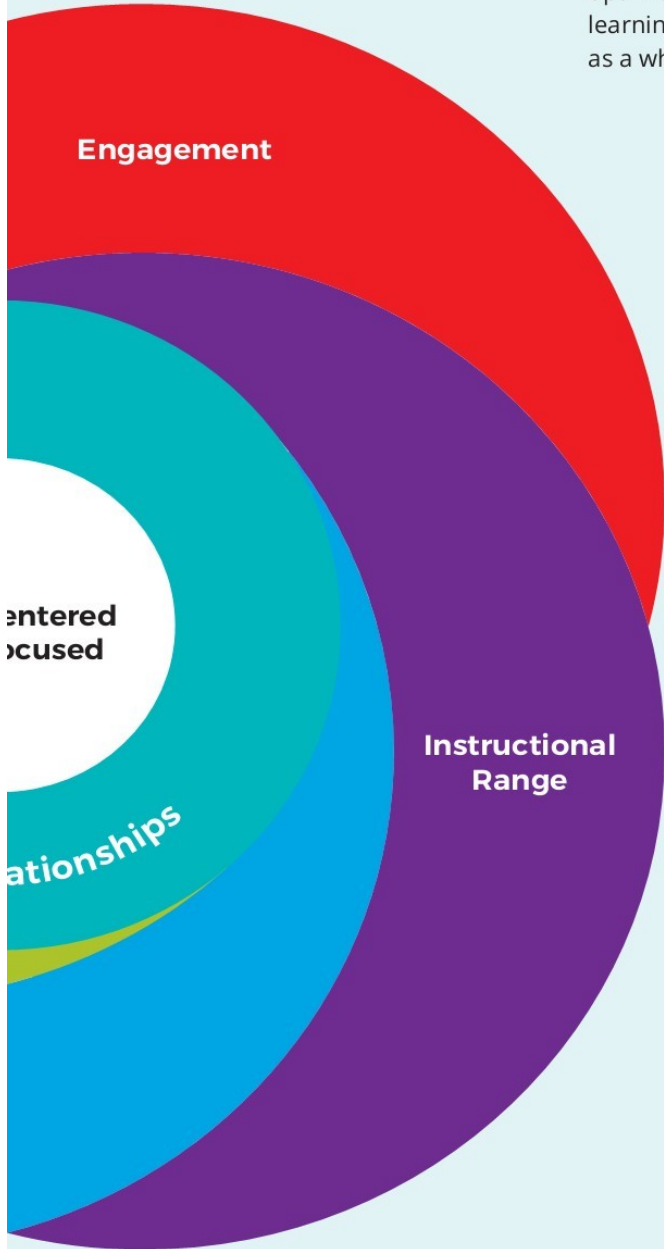 learnin
as a wh
Engagement
entered
ocused
Instructional
Range
ationships